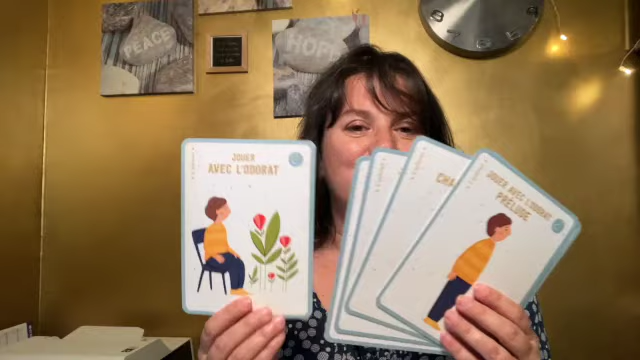 PEACE
HOPE
JOUER
AVEC L'ODORAT
CHA
JOUER AVEC L'ODORAT
PRÉLUDE